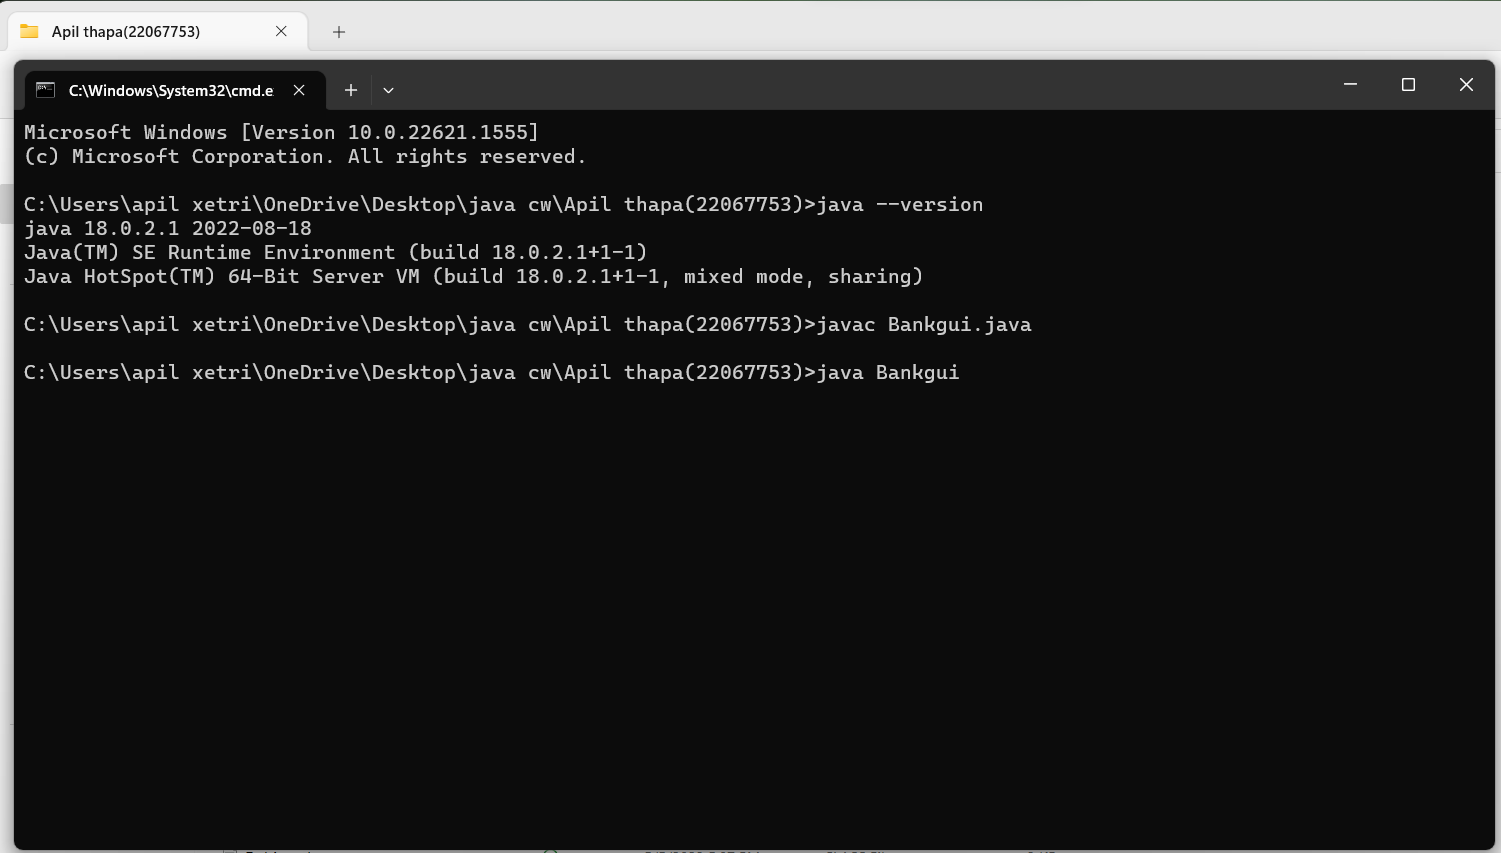 Apil thapa(22067753)
C:\Windows\System32\cmd.e
Microsoft Windows [Version 10.0.22621.1555]
(c) Microsoft Corporation. All rights reserved.
C:\Users\apil xetri\OneDrive\Desktop\java cw\Apil thapa(22067753)>java --version
java 18.0.2.1 2022-08-18
Java(TM) SE Runtime Environment (build 18.0.2.1+1-1)
Java HotSpot(TM) 64-Bit Server VM (build 18.0.2.1+1-1, mixed mode, sharing)
C:\Users\apil xetri\OneDrive\Desktop\java cw\Apil thapa(22067753)>javac Bankgui.java
C:\Users\apil xetri\OneDrive\Desktop\java cw\Apil thapa(22067753)>java Bankgui